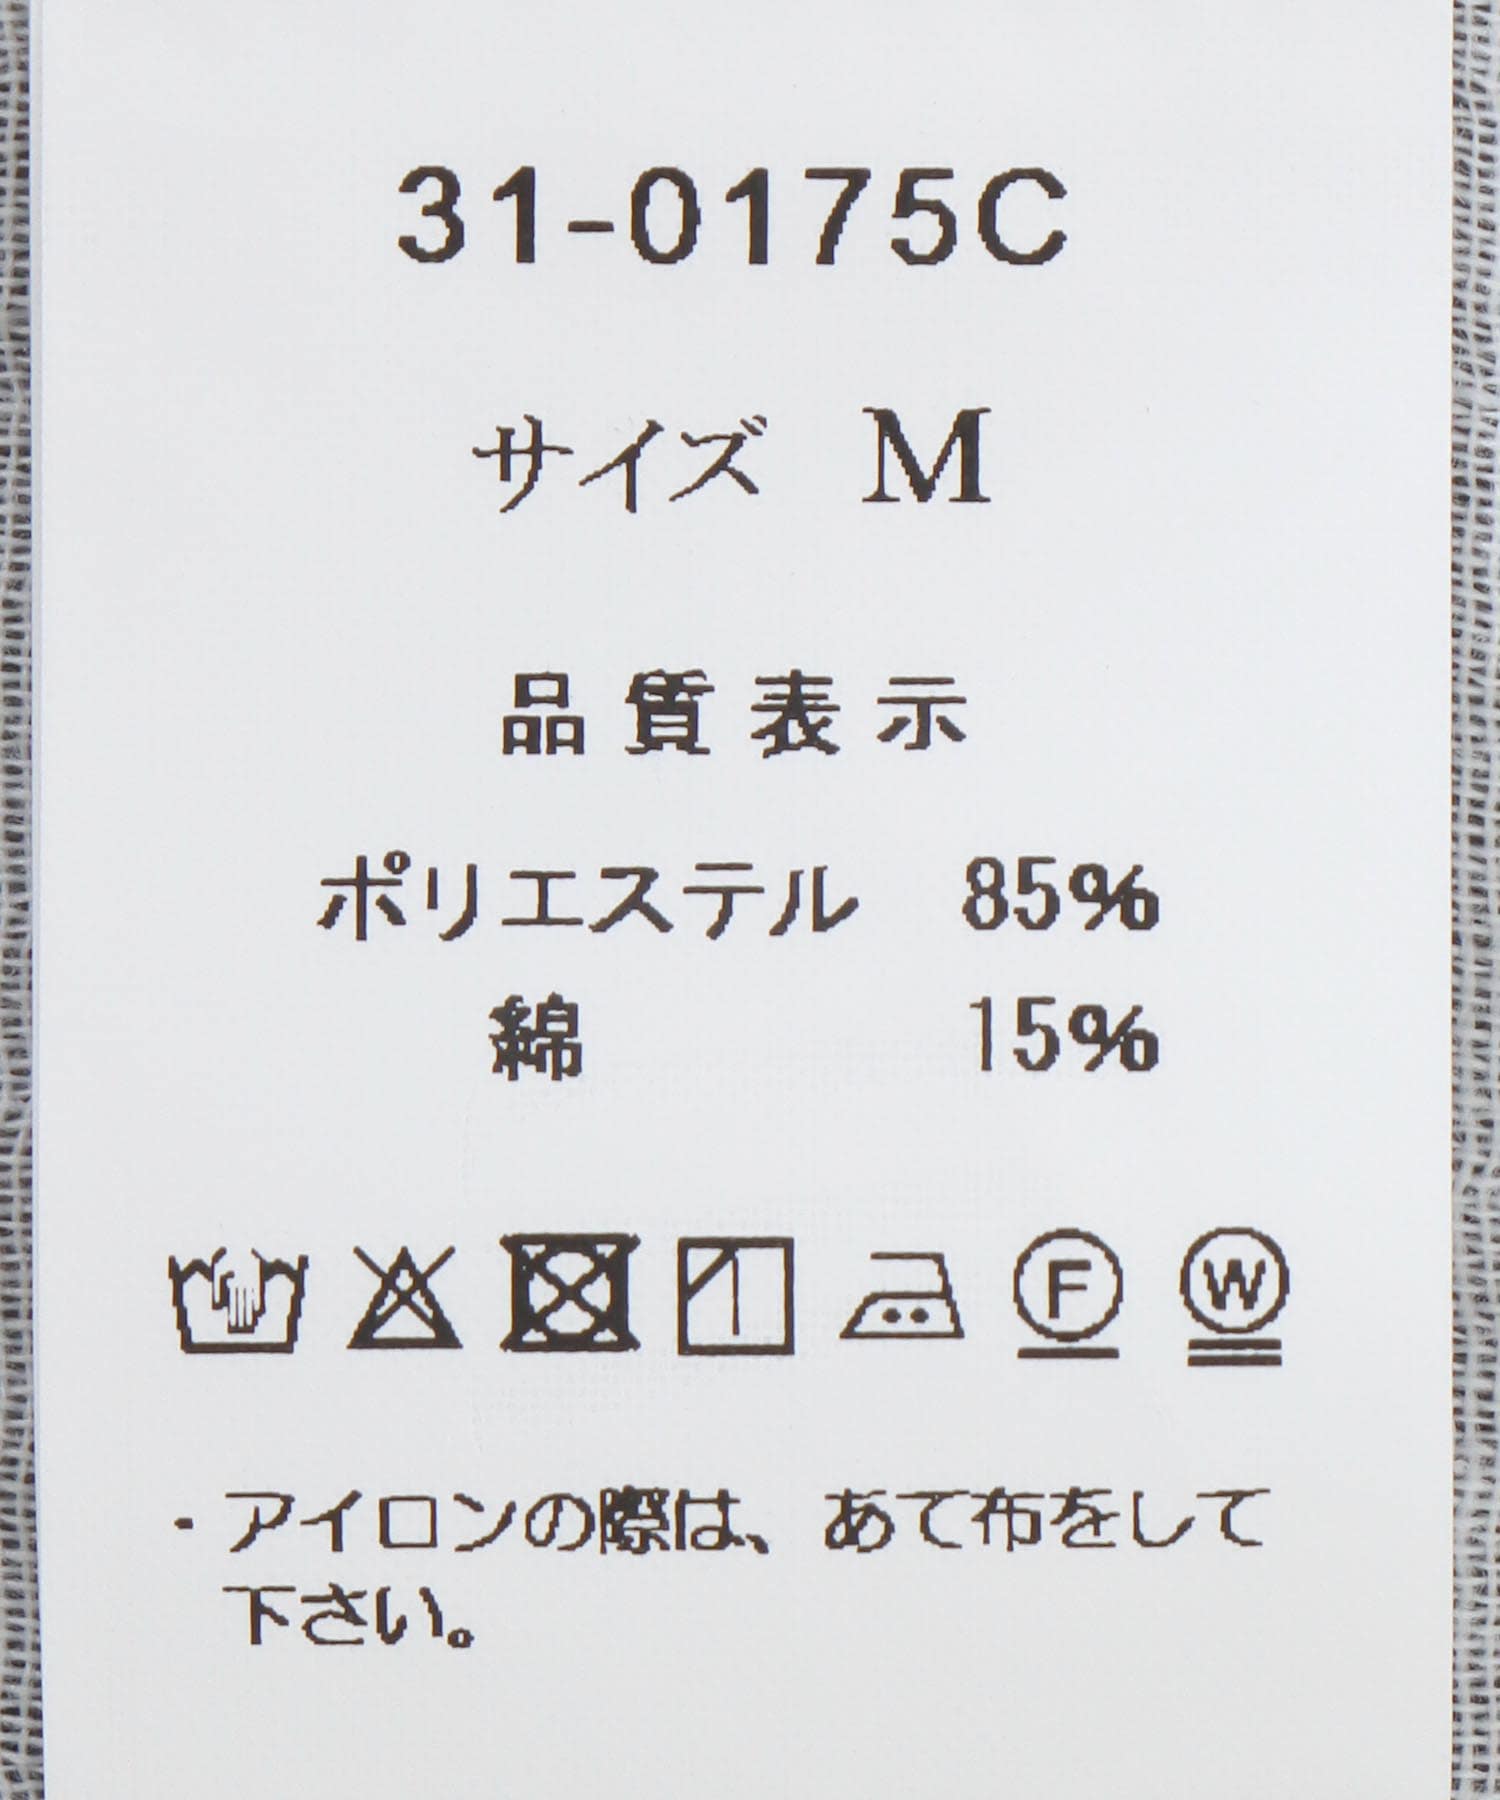 31-0175C
サイズ M
品質表示
ポリエステル 85%
綿 15%
F W
・アイロンの際は、あて布をして
下さい。